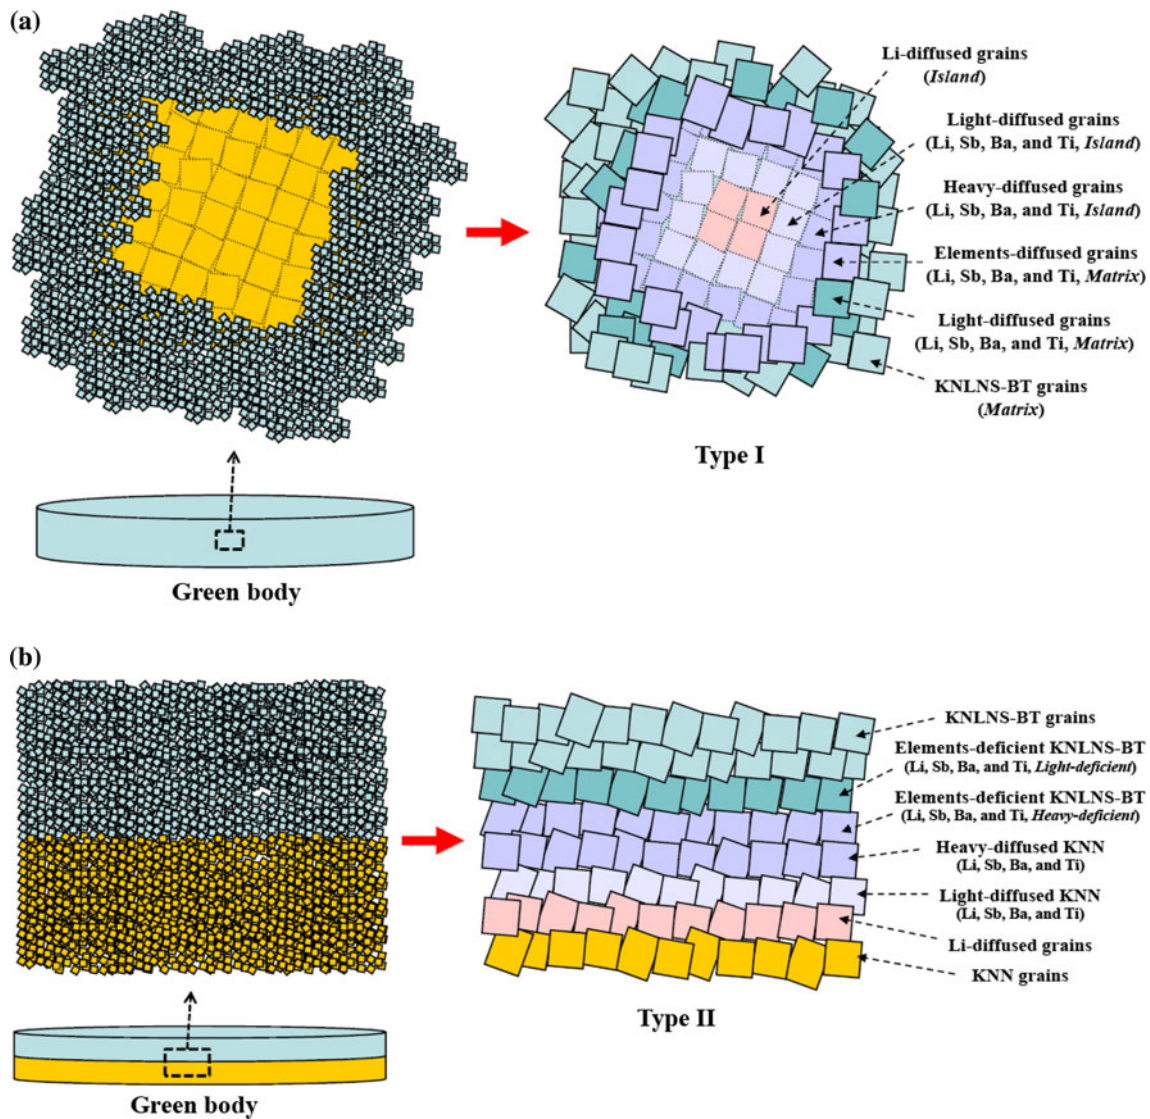 (a)
Li-diffused grains
(Island)
Light-diffused grains
(Li, Sb, Ba, and Ti, Island)
Heavy-diffused grains
(Li, Sb, Ba, and Ti, Island)
Elements-diffused grains
(Li, Sb, Ba, and Ti, Matrix)
Light-diffused grains
(Li, Sb, Ba, and Ti, Matrix)
KNLNS-BT grains
(Matrix)
Type I
Green body
(b)
KNLNS-BT grains
Elements-deficient KNLNS-BT
(Li, Sb, Ba, and Ti, Light-deficient)
Elements-deficient KNLNS-BT
(Li, Sb, Ba, and Ti, Heavy-deficient)
Heavy-diffused KNN
(Li, Sb, Ba, and Ti)
Light-diffused KNN
(Li, Sb, Ba, and Ti)
Li-diffused grains
KNN grains
Type II
Green body